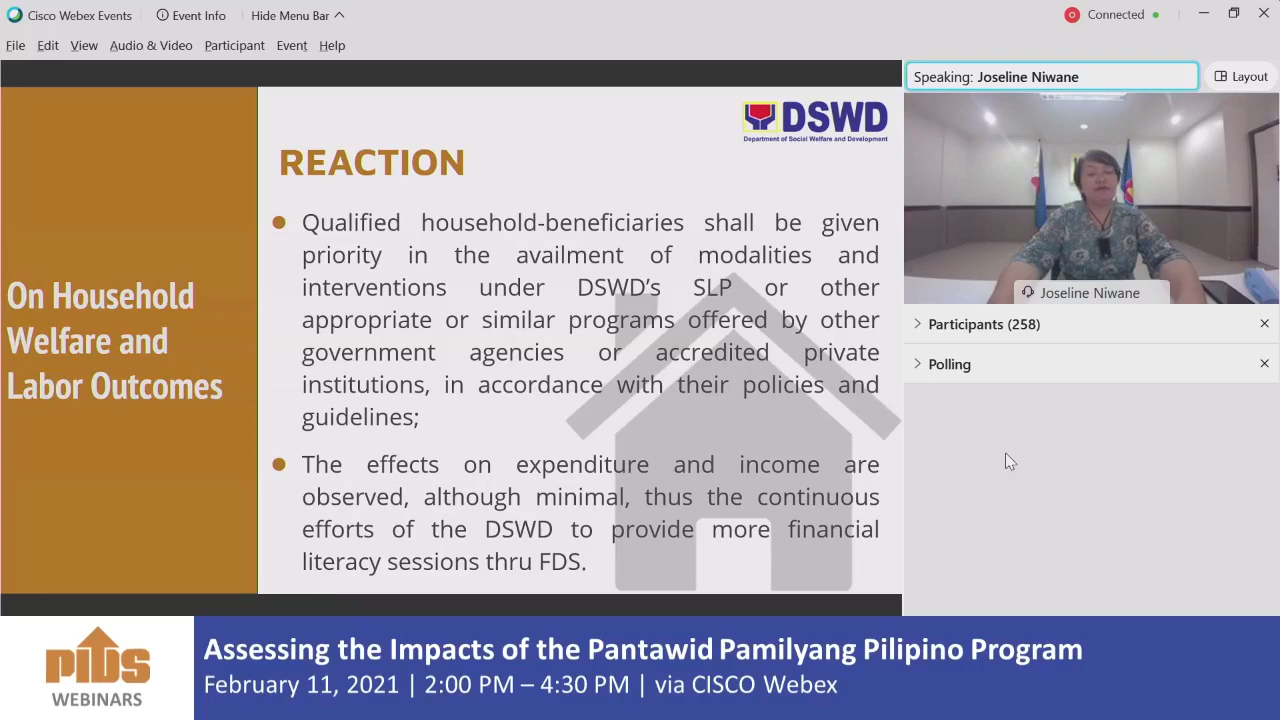 Cisco Webex Events
Event Info
Hide Menu Bar
Connected
File Edit View Audio & Video Participant Event Help
Speaking: Joseline Niwane
Layout
DSWD
Department of Social Welfare and Development
REACTION
On Household
Welfare and
Labor Outcomes
Qualified household-beneficiaries shall be given
priority in the availment of modalities and
interventions under DSWD's SLP or other
appropriate or similar programs offered by other
government agencies or accredited private
institutions, in accordance with their policies and
guidelines;
The effects on expenditure and income are
observed, although minimal, thus the continuous
efforts of the DSWD to provide more financial
literacy sessions thru FDS.
Joseline Niwane
Participants (258)
Polling
PIDS
WEBINARS
Assessing the Impacts of the Pantawid Pamilyang Pilipino Program
February 11, 2021 | 2:00 PM – 4:30 PM | via CISCO Webex